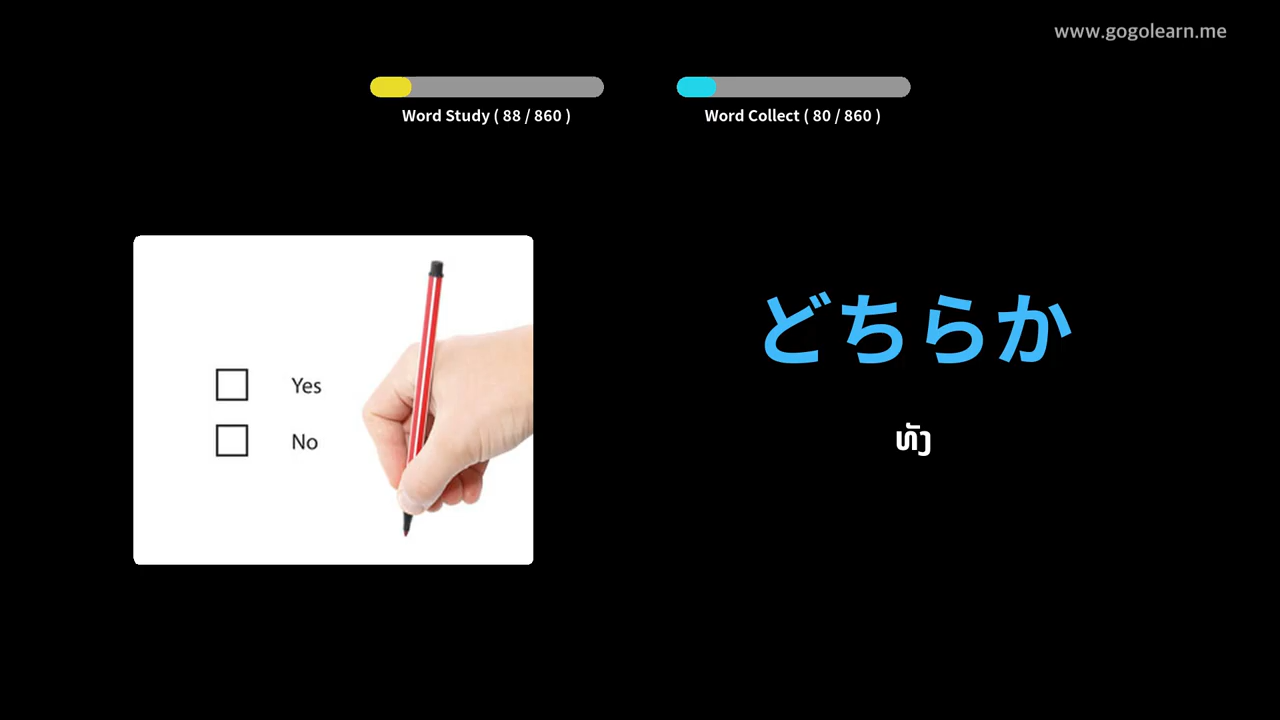 www.gogolearn.me
Word Study ( 88 / 860 )
Word Collect ( 80 / 860 )
Yes
No
どちらか
ທັງ